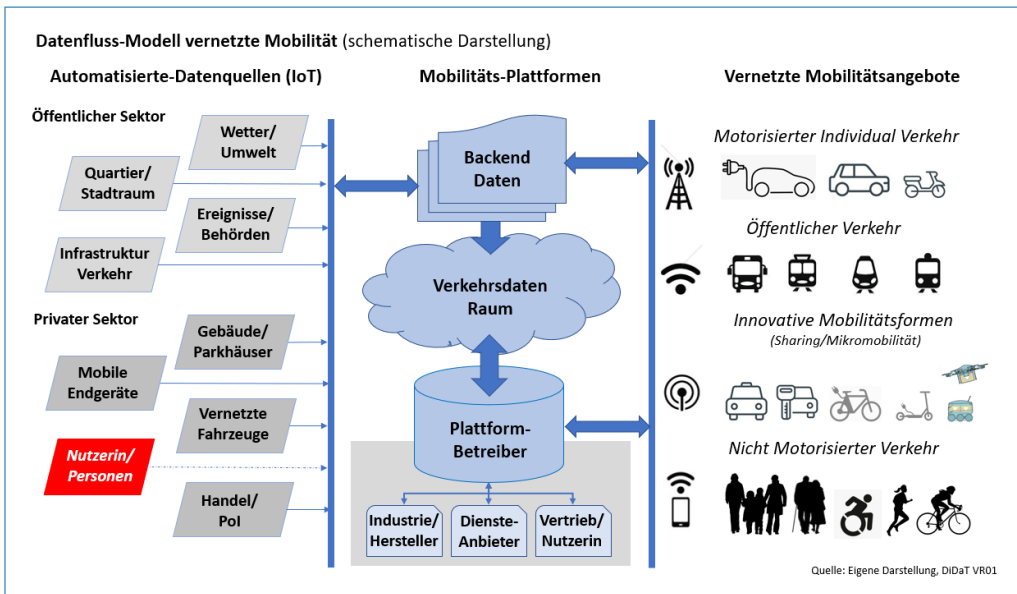 Datenfluss-Modell vernetzte Mobilität (schematische Darstellung)
Automatisierte-Datenquellen (IoT)
Öffentlicher Sektor
Wetter/
Umwelt
Quartier/
Stadtraum
Ereignisse/
Behörden
Infrastruktur
Verkehr
Privater Sektor
Gebäude/
Parkhäuser
Mobile
Endgeräte
Vernetzte
Fahrzeuge
Nutzerin/
Personen
Handel/
PoI
Mobilitäts-Plattformen
Backend
Daten
Verkehrsdaten
Raum
Plattform-
Betreiber
Industrie/
Hersteller
Dienste-
Anbieter
Vertrieb/
Nutzerin
Vernetzte Mobilitätsangebote
Motorisierter Individual Verkehr
Öffentlicher Verkehr
Innovative Mobilitätsformen
(Sharing/Mikromobilität)
Nicht Motorisierter Verkehr
Quelle: Eigene Darstellung, DiDaT VR01